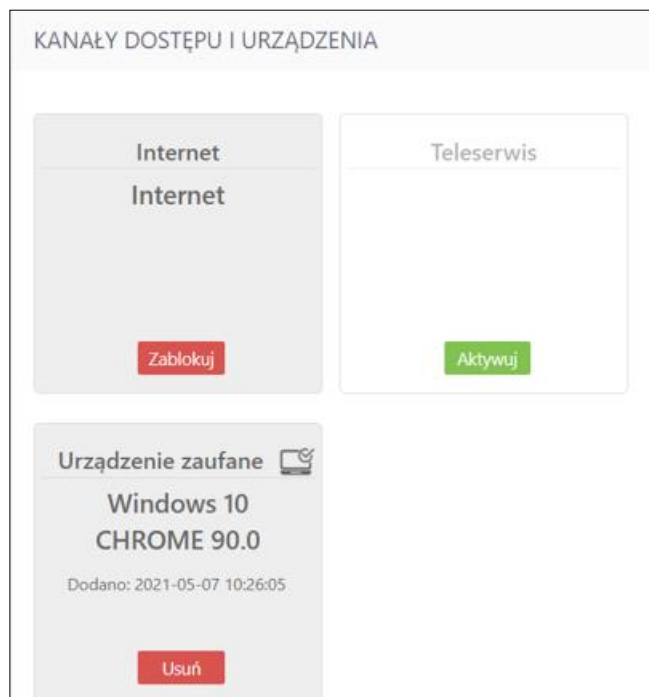 KANAŁY DOSTĘPU I URZĄDZENIA
Internet
Internet
Zablokuj
Teleserwis
Aktywuj
Urządzenie zaufane
Windows 10
CHROME 90.0
Dodano: 2021-05-07 10:26:05
Usuń